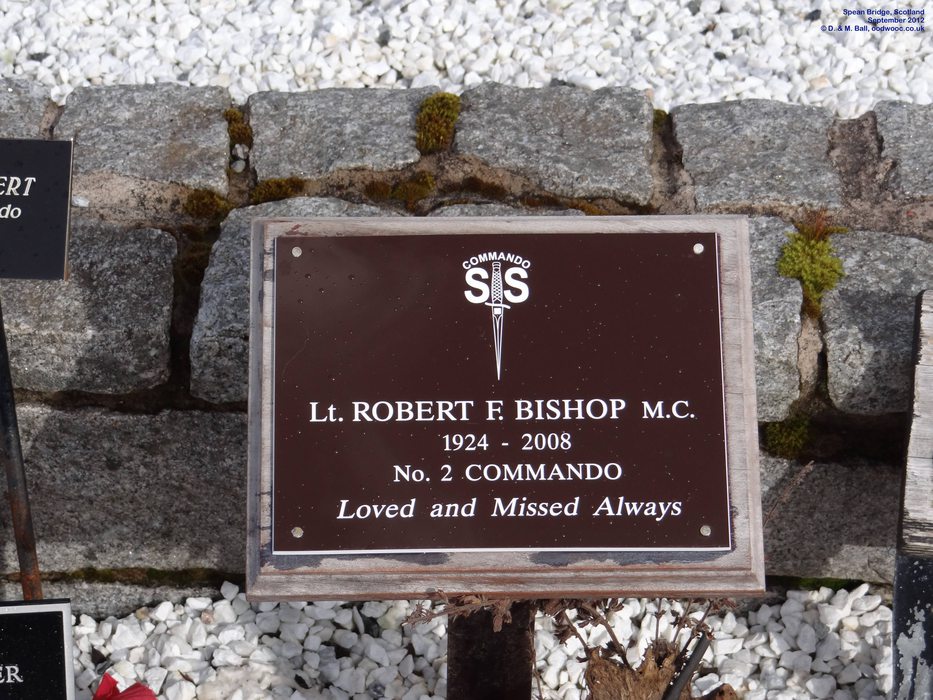 Spean Bridge, Scotland
September 2012
© D. & M. Ball, oodwooc.co.uk
ERT
do
COMMANDO
SS
Lt. ROBERT F. BISHOP M.C.
1924 - 2008
No. 2 COMMANDO
Loved and Missed Always
ER